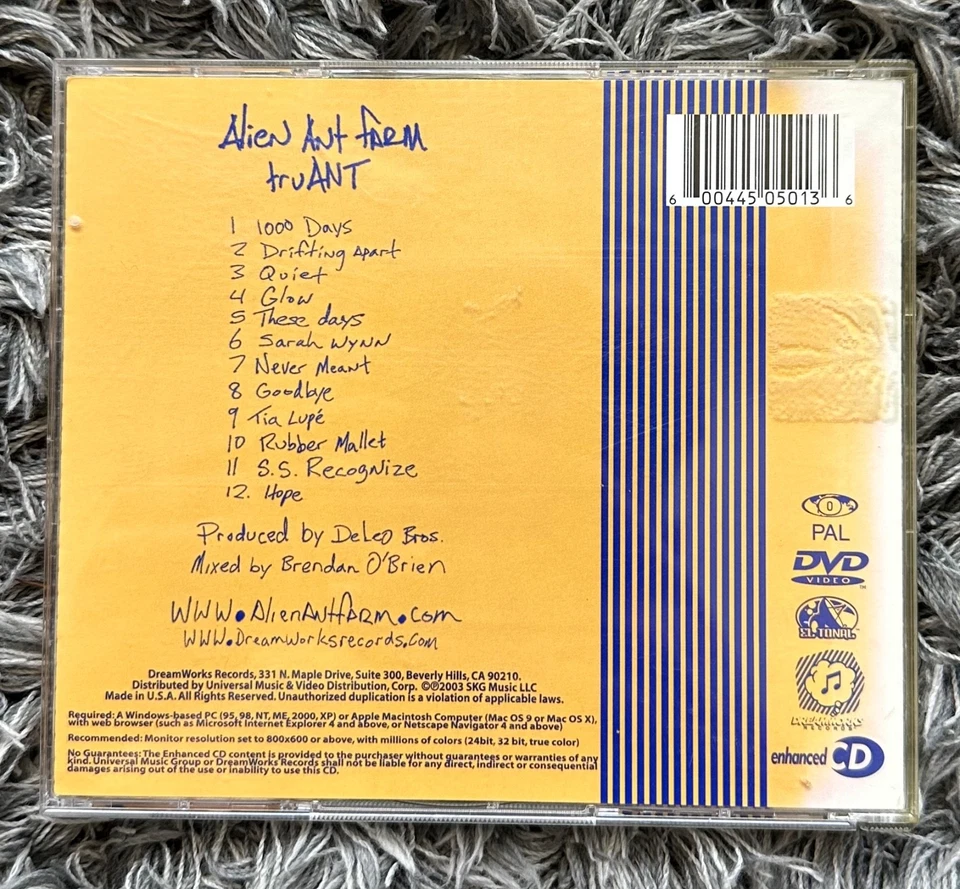 Alien Ant Farm
truANT
1 1000 Days
2 Drifting Apart
3 Quiet
4 Glow
5 These days
6 Sarah Wynn
7 Never Meant
8 Goodbye
9 Tia Lupé
10 Rubber Mallet
11 S.S. Recognize
12. Hope
Produced by DeLeo Bros.
Mixed by Brendan O'Brien
WWW.AlienAntFarm.com
WWW.Dreamworksrecords.com
DreamWorks Records, 331 N. Maple Drive, Suite 300, Beverly Hills, CA 90210.
Distributed by Universal Music & Video Distribution, Corp. ©℗2003 SKG Music LLC
Made in U.S.A. All Rights Reserved. Unauthorized duplication is a violation of applicable laws.
Required: A Windows-based PC (95, 98, NT, ME, 2000, XP) or Apple Macintosh Computer (Mac OS 9 or Mac OS X),
with web browser (such as Microsoft Internet Explorer 4 and above, or Netscape Navigator 4 and above)
Recommended: Monitor resolution set to 800x600 or above, with millions of colors (24bit, 32 bit, true color)
No Guarantees: The Enhanced CD content is provided to the purchaser without guarantees or warranties of any
kind. Universal Music Group or DreamWorks Records shall not be liable for any direct, indirect or consequential
damages arising out of the use or inability to use this CD.
6 00445 05013 6
0
PAL
DVD
VIDEO™
EL TONAL
DREAMWORKS
RECORDS
enhanced CD